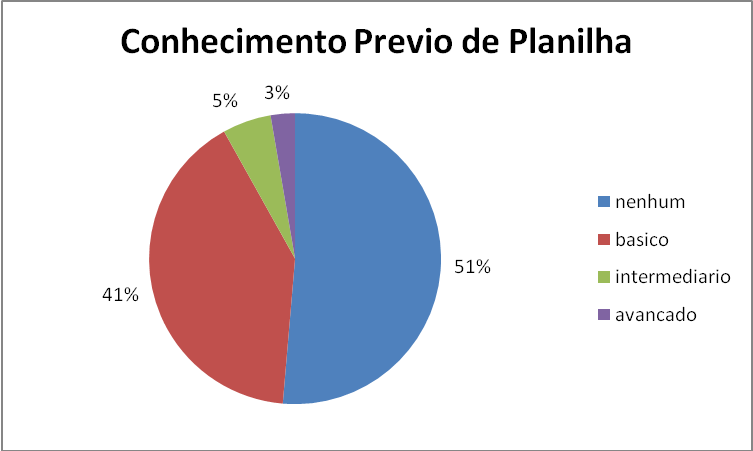 Conhecimento Previo de Planilha
3%
5%
51%
41%
nenhum
basico
intermediario
avancado